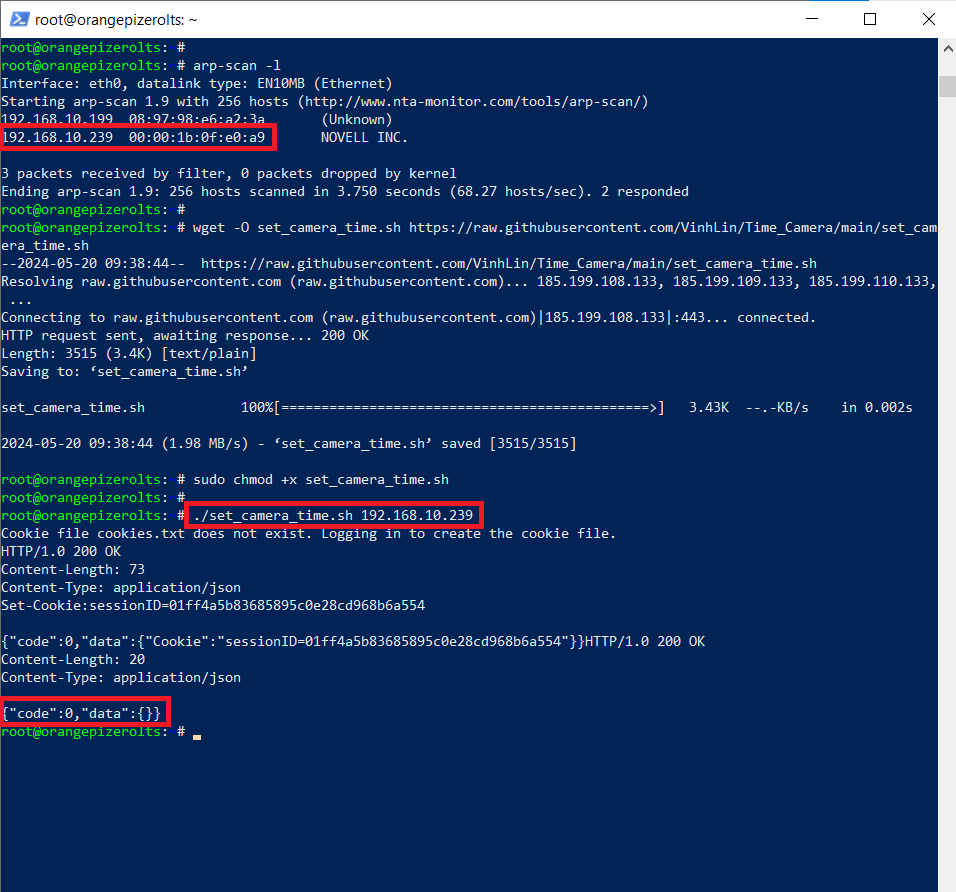 root@orangepizerolts: ~
root@orangepizerolts: #
root@orangepizerolts: # arp-scan -l
Interface: eth0, datalink type: EN10MB (Ethernet)
Starting arp-scan 1.9 with 256 hosts (http://www.nta-monitor.com/tools/arp-scan/)
192.168.10.199  08:97:98:e6:a2:3a       (Unknown)
192.168.10.239  00:00:1b:0f:e0:a9       NOVELL INC.
3 packets received by filter, 0 packets dropped by kernel
Ending arp-scan 1.9: 256 hosts scanned in 3.750 seconds (68.27 hosts/sec). 2 responded
root@orangepizerolts: #
root@orangepizerolts: # wget -O set_camera_time.sh https://raw.githubusercontent.com/VinhLin/Time_Camera/main/set_cam
era_time.sh
--2024-05-20 09:38:44--  https://raw.githubusercontent.com/VinhLin/Time_Camera/main/set_camera_time.sh
Resolving raw.githubusercontent.com (raw.githubusercontent.com)... 185.199.108.133, 185.199.109.133, 185.199.110.133,
 ...
Connecting to raw.githubusercontent.com (raw.githubusercontent.com)|185.199.108.133|:443... connected.
HTTP request sent, awaiting response... 200 OK
Length: 3515 (3.4K) [text/plain]
Saving to: ‘set_camera_time.sh’
set_camera_time.sh            100%[==============================================>]   3.43K  --.-KB/s    in 0.002s
2024-05-20 09:38:44 (1.98 MB/s) - ‘set_camera_time.sh’ saved [3515/3515]
root@orangepizerolts: # sudo chmod +x set_camera_time.sh
root@orangepizerolts: #
root@orangepizerolts: # ./set_camera_time.sh 192.168.10.239
Cookie file cookies.txt does not exist. Logging in to create the cookie file.
HTTP/1.0 200 OK
Content-Length: 73
Content-Type: application/json
Set-Cookie:sessionID=01ff4a5b83685895c0e28cd968b6a554
{"code":0,"data":{"Cookie":"sessionID=01ff4a5b83685895c0e28cd968b6a554"}}HTTP/1.0 200 OK
Content-Length: 20
Content-Type: application/json
{"code":0,"data":{}}
root@orangepizerolts: #